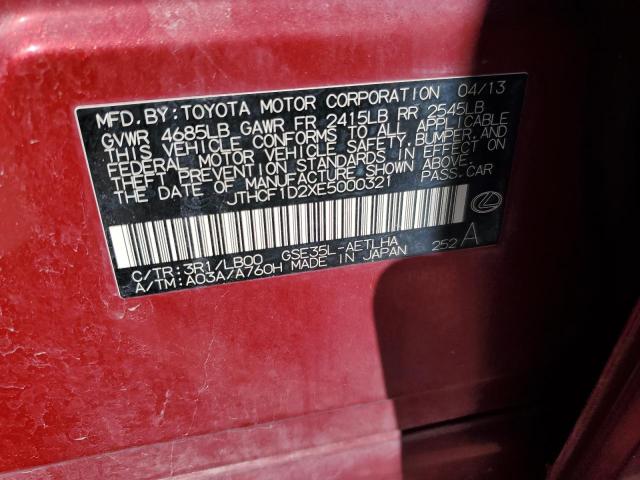 MFD. BY: TOYOTA MOTOR CORPORATION 04/13
GVWR 4685LB GAWR FR 2415LB RR 2545LB
THIS VEHICLE CONFORMS TO ALL APPLICABLE
FEDERAL MOTOR VEHICLE SAFETY, BUMPER, AND
THEFT PREVENTION STANDARDS IN EFFECT ON
THE DATE OF MANUFACTURE SHOWN ABOVE.
JTHCF1D2XE5000321 PASS. CAR
C/TR: 3R1/LB00 GSE35L-AETLHA 252 A
A/TM: A03A/A760H MADE IN JAPAN